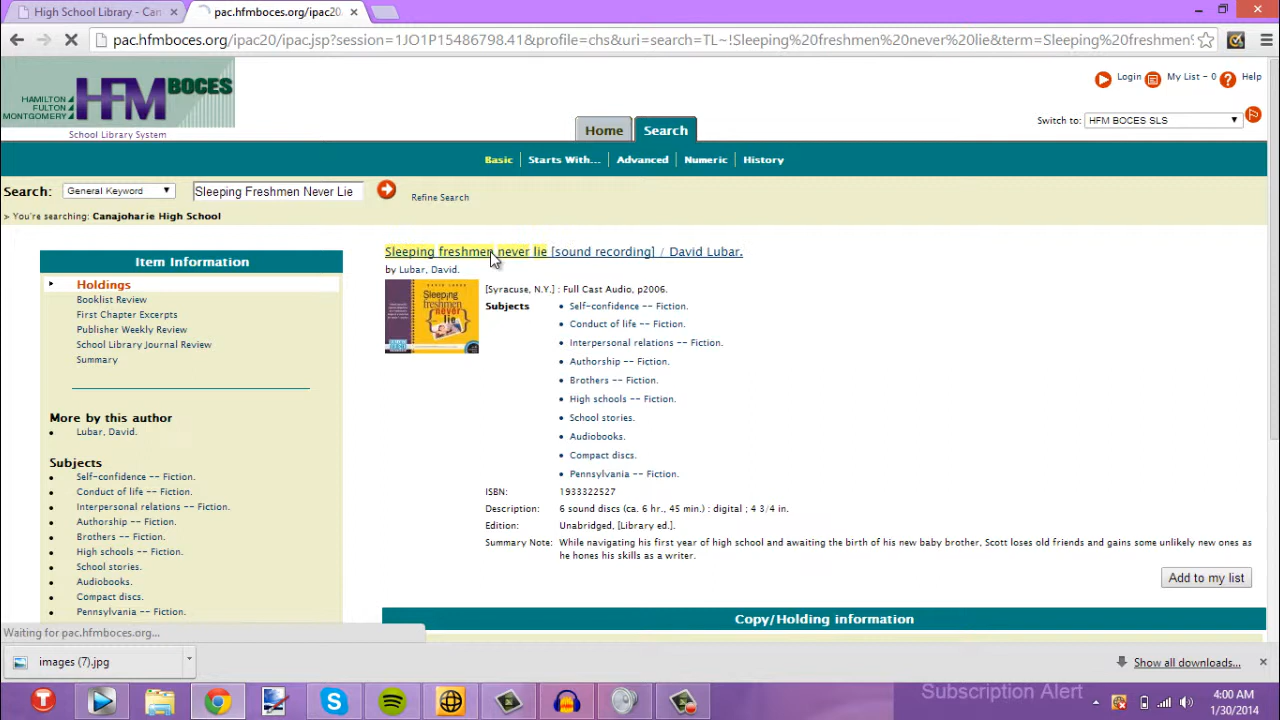 High School Library - Can
pac.hfmboces.org/ipac20/i
pac.hfmboces.org/ipac20/ipac.jsp?session=1JO1P15486798.41&profile=chs&uri=search=TL~!Sleeping%20freshmen%20never%20lie&term=Sleeping%20freshmen
HAMILTON
FULTON
MONTGOMERY
HFM
BOCES
School Library System
Login
My List - 0
Help
Switch to:
HFM BOCES SLS
Home
Search
Basic
Starts With...
Advanced
Numeric
History
Search:
General Keyword
Sleeping Freshmen Never Lie
Refine Search
> You're searching: Canajoharie High School
Item Information
Holdings
Booklist Review
First Chapter Excerpts
Publisher Weekly Review
School Library Journal Review
Summary
More by this author
Lubar, David.
Subjects
Self-confidence -- Fiction.
Conduct of life -- Fiction.
Interpersonal relations -- Fiction.
Authorship -- Fiction.
Brothers -- Fiction.
High schools -- Fiction.
School stories.
Audiobooks.
Compact discs.
Pennsylvania -- Fiction.
Sleeping freshmen never lie [sound recording] / David Lubar.
by Lubar, David.
Sleeping
freshmen
never
lie
[Syracuse, N.Y.] : Full Cast Audio, p2006.
Subjects
Self-confidence -- Fiction.
Conduct of life -- Fiction.
Interpersonal relations -- Fiction.
Authorship -- Fiction.
Brothers -- Fiction.
High schools -- Fiction.
School stories.
Audiobooks.
Compact discs.
Pennsylvania -- Fiction.
ISBN: 1933322527
Description: 6 sound discs (ca. 6 hr., 45 min.) : digital ; 4 3/4 in.
Edition: Unabridged, [Library ed.].
Summary Note: While navigating his first year of high school and awaiting the birth of his new baby brother, Scott loses old friends and gains some unlikely new ones as
he hones his skills as a writer.
Add to my list
Copy/Holding information
Waiting for pac.hfmboces.org...
images (7).jpg
Show all downloads...
Subscription Alert
4:00 AM
1/30/2014